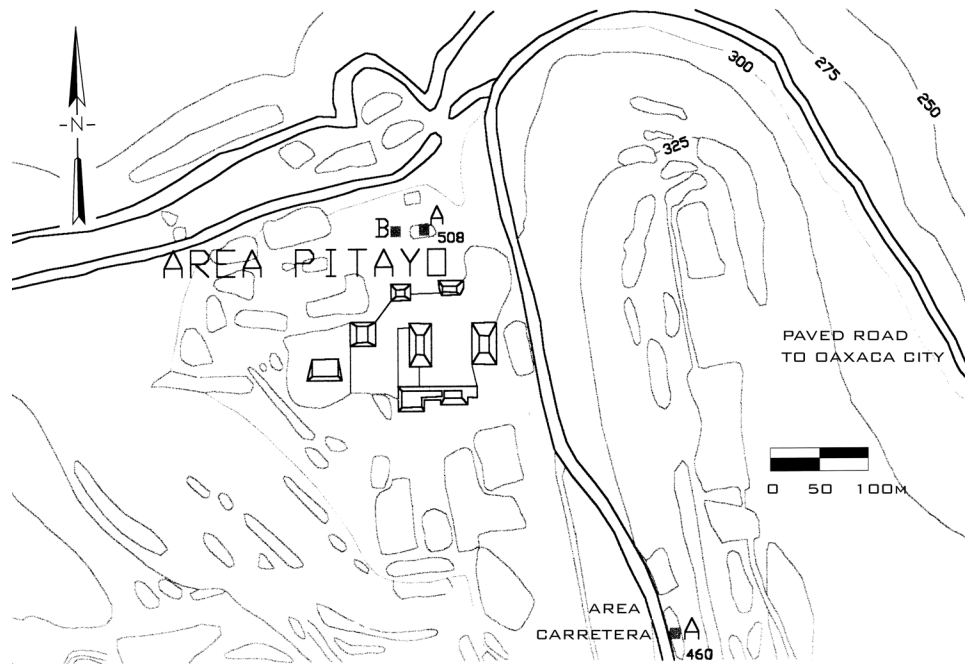 300
275
250
-N-
325
B A
508
AREA PITAYO
PAVED ROAD
TO OAXACA CITY
0 50 100M
AREA
CARRETERA A
460